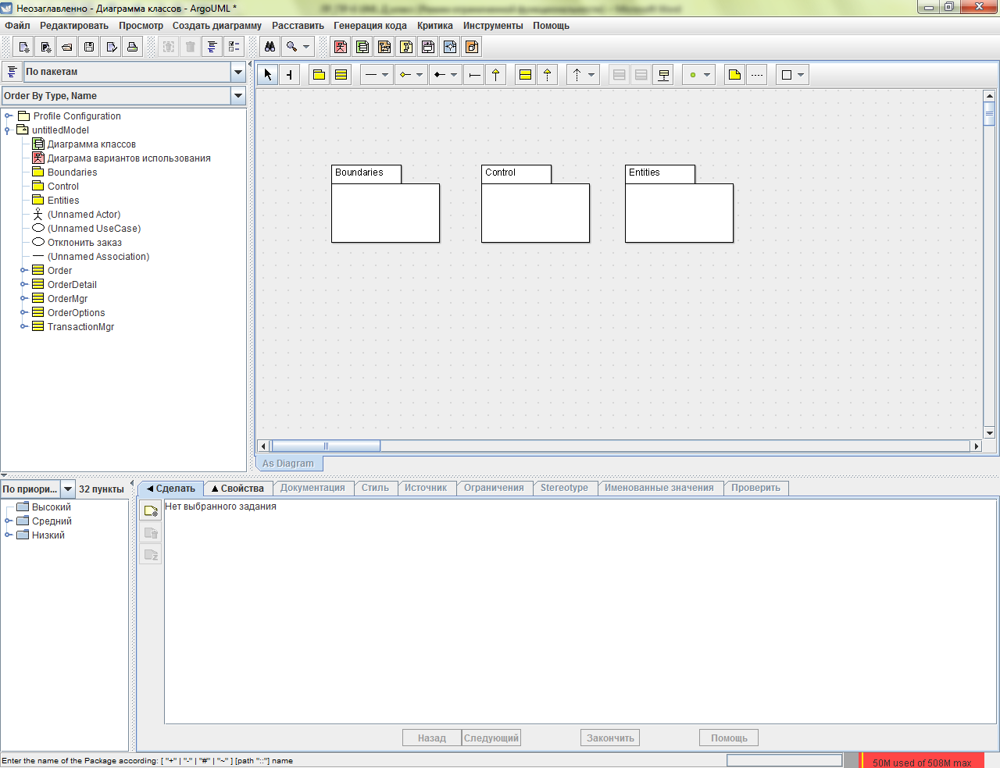 Неозаглавленно - Диаграмма классов - ArgoUML *
Файл Редактировать Просмотр Создать диаграмму Расставить Генерация кода Критика Инструменты Помощь
По пакетам
Order By Type, Name
Profile Configuration
untitledModel
Диаграмма классов
Диаграма вариантов использования
Boundaries
Control
Entities
(Unnamed Actor)
(Unnamed UseCase)
Отклонить заказ
(Unnamed Association)
Order
OrderDetail
OrderMgr
OrderOptions
TransactionMgr
Boundaries
Control
Entities
As Diagram
По приори... 32 пункты
Высокий
Средний
Низкий
Сделать Свойства Документация Стиль Источник Ограничения Stereotype Именованные значения Проверить
Нет выбранного задания
Назад Следующий Закончить Помощь
Enter the name of the Package according: [ "+" | "-" | "#" | "~" ] [path "::"] name
50M used of 508M max